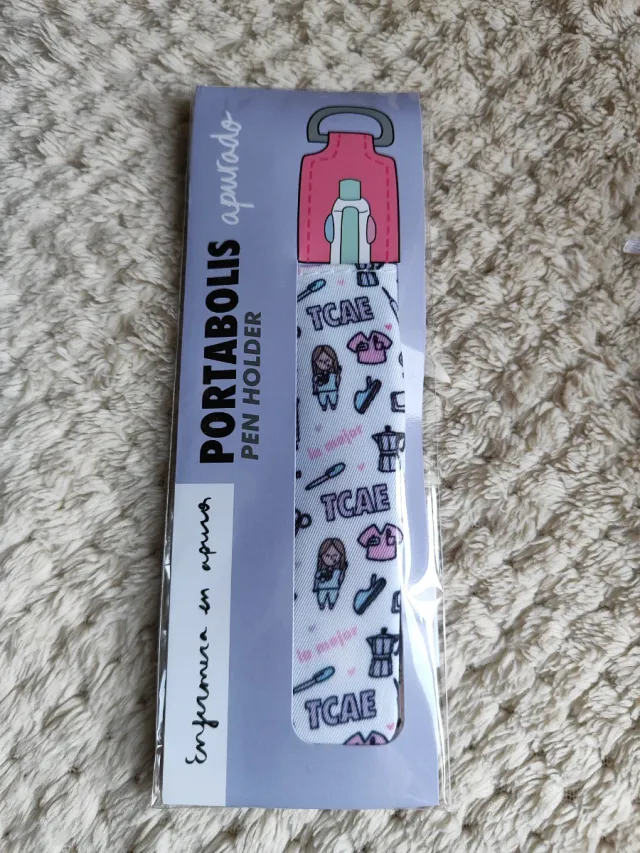 PORTABOLIS apurado
PEN HOLDER
Enfermera en apuros
TCAE
la mejor
TCAE
la mejor
TCAE